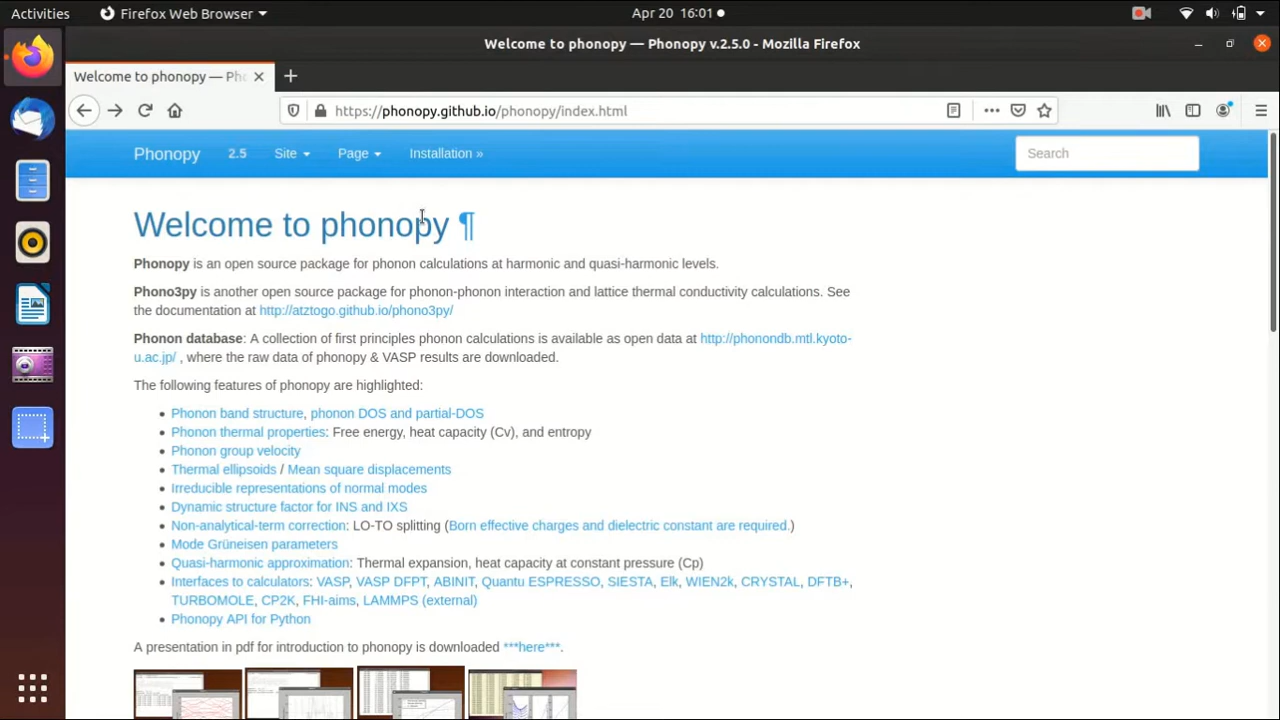 Activities Firefox Web Browser Apr 20 16:01
Welcome to phonopy — Phonopy v.2.5.0 - Mozilla Firefox
Welcome to phonopy — Pho
https://phonopy.github.io/phonopy/index.html
Phonopy 2.5 Site Page Installation » Search
Welcome to phonopy ¶
Phonopy is an open source package for phonon calculations at harmonic and quasi-harmonic levels.
Phono3py is another open source package for phonon-phonon interaction and lattice thermal conductivity calculations. See
the documentation at http://atztogo.github.io/phono3py/
Phonon database: A collection of first principles phonon calculations is available as open data at http://phonondb.mtl.kyoto-
u.ac.jp/ , where the raw data of phonopy & VASP results are downloaded.
The following features of phonopy are highlighted:
• Phonon band structure, phonon DOS and partial-DOS
• Phonon thermal properties: Free energy, heat capacity (Cv), and entropy
• Phonon group velocity
• Thermal ellipsoids / Mean square displacements
• Irreducible representations of normal modes
• Dynamic structure factor for INS and IXS
• Non-analytical-term correction: LO-TO splitting (Born effective charges and dielectric constant are required.)
• Mode Grüneisen parameters
• Quasi-harmonic approximation: Thermal expansion, heat capacity at constant pressure (Cp)
• Interfaces to calculators: VASP, VASP DFPT, ABINIT, Quantu ESPRESSO, SIESTA, Elk, WIEN2k, CRYSTAL, DFTB+,
TURBOMOLE, CP2K, FHI-aims, LAMMPS (external)
• Phonopy API for Python
A presentation in pdf for introduction to phonopy is downloaded ***here***.